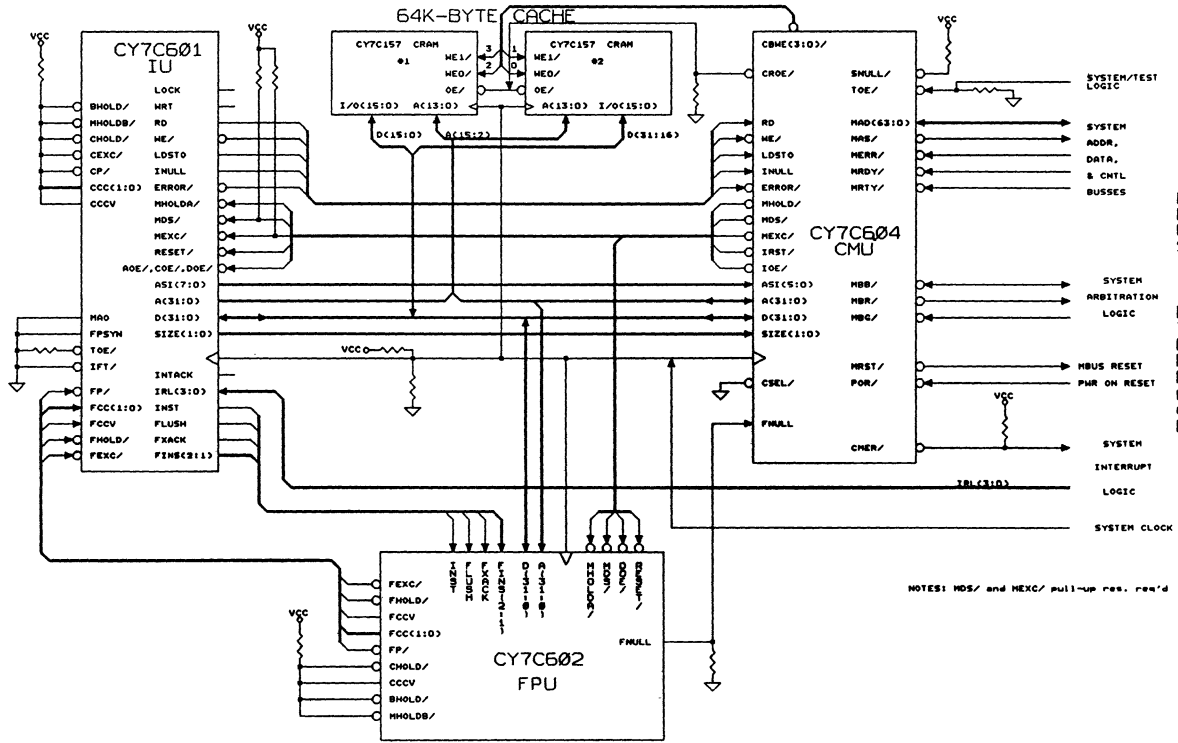 64K-BYTE CACHE
VCC
CY7C601
IU
LOCK
BHOLD/ WRT
MHOLDB/ RD
CHOLD/ WE/
CEXC/ LDSTO
CP/ INULL
CCC(1:0) ERROR/
CCCV MHOLDA/
MDS/
MEXC/
RESET/
AOE/,COE/,DOE/
ASI(7:0)
A(31:0)
MAO D(31:0)
FPSYN SIZE(1:0)
TOE/
IFT/
INTACK
FP/ IRL(3:0)
FCC(1:0) INST
FCCV FLUSH
FHOLD/ FXACK
FEXC/ FINS(2:1)
VCC
CY7C157 CRAM
#1
WE1/
WE0/
OE/
I/O(15:0) A(13:0)
3 1
2 0
CY7C157 CRAM
#2
WE1/
WE0/
OE/
A(13:0) I/O(15:0)
D(15:0) A(15:2) D(31:16)
VCC
CBWE(3:0)/
CROE/ SNULL/
TOE/
RD MAD(63:0)
WE/ MAS/
LDSTO MERR/
INULL MRDY/
ERROR/ MRTY/
MHOLD/
MDS/
MEXC/
IRST/
IOE/
CY7C604
CMU
ASI(5:0) MBB/
A(31:0) MBR/
D(31:0) MBG/
SIZE(1:0)
MRST/
CSEL/ POR/
FNULL
CMER/
VCC
VCC
SYSTEM/TEST
LOGIC
SYSTEM
ADDR,
DATA,
& CNTL
BUSSES
SYSTEM
ARBITRATION
LOGIC
MBUS RESET
PWR ON RESET
SYSTEM
INTERRUPT
LOGIC
IRL(3:0)
SYSTEM CLOCK
INST
FLUSH
FXACK
FINS(2:1)
D(31:0)
A(31:0)
MHOLDA/
MDS/
DOE/
RESET/
FEXC/
FHOLD/
FCCV
FCC(1:0)
FP/
CHOLD/
CCCV
BHOLD/
MHOLDB/
VCC
FNULL
CY7C602
FPU
NOTES: MDS/ and MEXC/ pull-up res. req'd